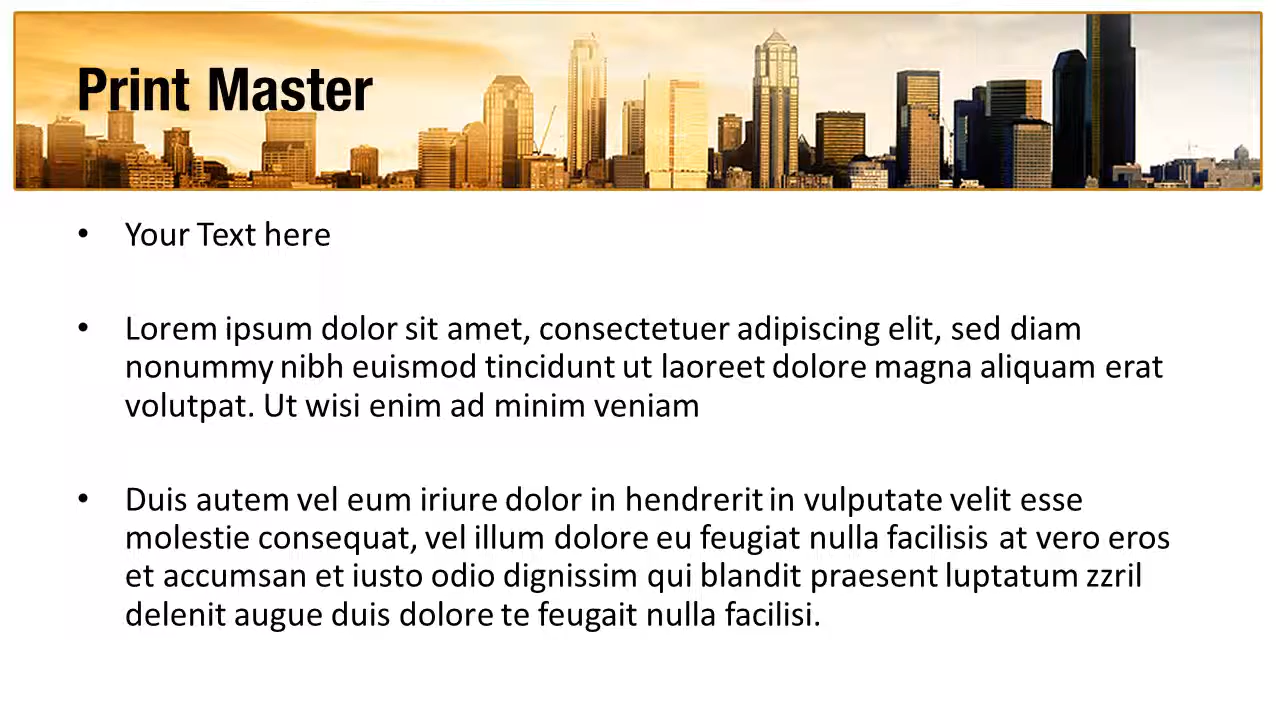 Print Master
• Your Text here
• Lorem ipsum dolor sit amet, consectetuer adipiscing elit, sed diam
nonummy nibh euismod tincidunt ut laoreet dolore magna aliquam erat
volutpat. Ut wisi enim ad minim veniam
• Duis autem vel eum iriure dolor in hendrerit in vulputate velit esse
molestie consequat, vel illum dolore eu feugiat nulla facilisis at vero eros
et accumsan et iusto odio dignissim qui blandit praesent luptatum zzril
delenit augue duis dolore te feugait nulla facilisi.